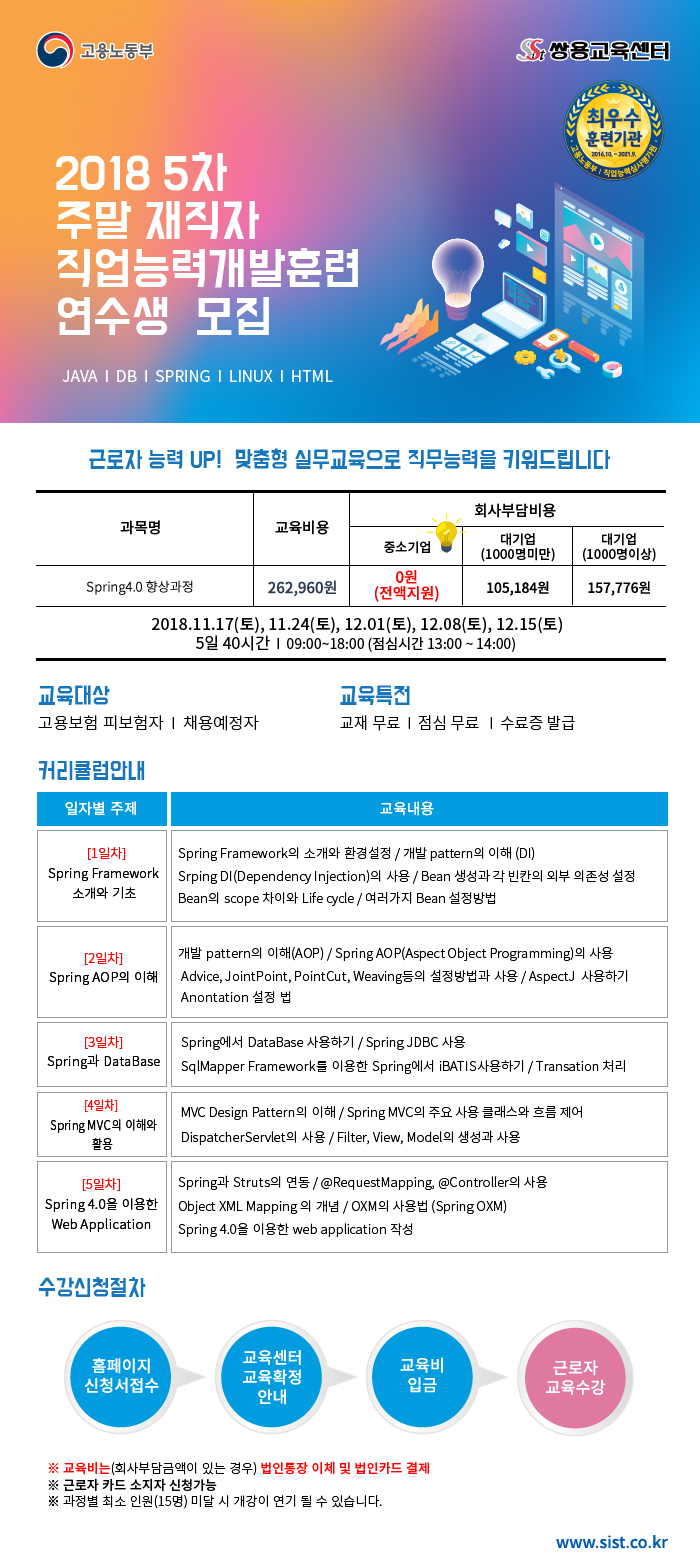 고용노동부
SSt 쌍용교육센터
최우수
훈련기관
2016.10. ~ 2021.9.
고용노동부 I 직업능력심사평가원
2018 5차
주말 재직자
직업능력개발훈련
연수생 모집
JAVA I DB I SPRING I LINUX I HTML
근로자 능력 UP! 맞춤형 실무교육으로 직무능력을 키워드립니다
과목명 교육비용 회사부담비용
중소기업 대기업 (1000명미만) 대기업 (1000명이상)
Spring4.0 향상과정 262,960원 0원 (전액지원) 105,184원 157,776원
2018.11.17(토), 11.24(토), 12.01(토), 12.08(토), 12.15(토)
5일 40시간 I 09:00~18:00 (점심시간 13:00 ~ 14:00)
교육대상
고용보험 피보험자 I 채용예정자
교육특전
교재 무료 I 점심 무료 I 수료증 발급
커리큘럼안내
일자별 주제 교육내용
[1일차]
Spring Framework
소개와 기초
Spring Framework의 소개와 환경설정 / 개발 pattern의 이해 (DI)
Srping DI(Dependency Injection)의 사용 / Bean 생성과 각 빈칸의 외부 의존성 설정
Bean의 scope 차이와 Life cycle / 여러가지 Bean 설정방법
[2일차]
Spring AOP의 이해
개발 pattern의 이해(AOP) / Spring AOP(Aspect Object Programming)의 사용
Advice, JointPoint, PointCut, Weaving등의 설정방법과 사용 / AspectJ 사용하기
Anontation 설정 법
[3일차]
Spring과 DataBase
Spring에서 DataBase 사용하기 / Spring JDBC 사용
SqlMapper Framework를 이용한 Spring에서 iBATIS사용하기 / Transation 처리
[4일차]
Spring MVC의 이해와
활용
MVC Design Pattern의 이해 / Spring MVC의 주요 사용 클래스와 흐름 제어
DispatcherServlet의 사용 / Filter, View, Model의 생성과 사용
[5일차]
Spring 4.0을 이용한
Web Application
Spring과 Struts의 연동 / @RequestMapping, @Controller의 사용
Object XML Mapping 의 개념 / OXM의 사용법 (Spring OXM)
Spring 4.0을 이용한 web application 작성
수강신청절차
홈페이지
신청서접수
교육센터
교육확정
안내
교육비
입금
근로자
교육수강
※ 교육비는(회사부담금액이 있는 경우) 법인통장 이체 및 법인카드 결제
※ 근로자 카드 소지자 신청가능
※ 과정별 최소 인원(15명) 미달 시 개강이 연기 될 수 있습니다.
www.sist.co.kr